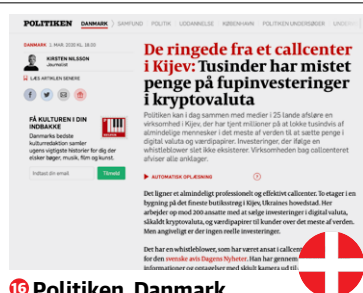 POLITIKEN DANMARK SAMFUND POLITIK UDDANNELSE KØBENHAVN POLITIKEN UNDERSØGER
DANMARK 1. MAR. 2020 KL. 18.03
KIRSTEN NILSSON
Journalist
LÆS ARTIKLEN SENERE
FÅ KULTUREN I DIN
INDBAKKE
Danmarks bedste
kulturredaktion samler
ugens vigtigste historier for dig der
elsker bøger, musik, film og kunst.
Indtast din email
Tilmeld
De ringede fra et callcenter
i Kijev: Tusinder har mistet
penge på fupinvesteringer
i kryptovaluta
Politiken kan i dag sammen med medier i 25 lande afsløre en
virksomhed i Kijev, der har tjent millioner på at lokke tusindvis af
almindelige mennesker i det meste af verden til at sætte penge i
digital valuta og værdipapirer. Investeringer, der ifølge en
whistleblower slet ikke eksisterer. Virksomheden bag callcenteret
afviser alle anklager.
AUTOMATISK OPLÆSNING
Det ligner et almindeligt professionelt og effektivt callcenter. To etager i en
bygning på det fineste butiksstrøg i Kijev, Ukraines hovedstad. Her
arbejder op mod 200 ansatte med at sælge investeringer i digital valuta,
såkaldt kryptovaluta, og værdipapirer til kunder over det meste af verden.
Men angiveligt er der ingen reelle investeringer.
Det har en whistleblower, som har været ansat i
for den svenske avis Dagens Nyheter. Han har gennem
informationer og optagelser med skjult kamera ud til
16 Politiken, Danmark